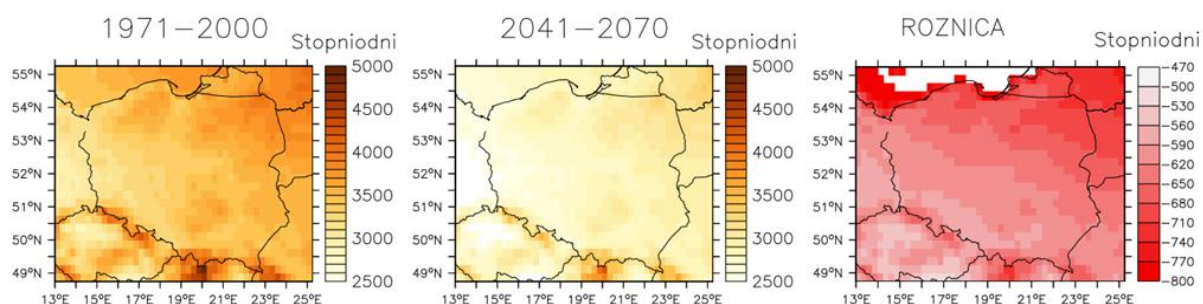 1971–2000
Stopniodni
55°N
54°N
53°N
52°N
51°N
50°N
49°N
13°E 15°E 17°E 19°E 21°E 23°E 25°E
5000
4500
4000
3500
3000
2500
2041–2070
Stopniodni
55°N
54°N
53°N
52°N
51°N
50°N
49°N
13°E 15°E 17°E 19°E 21°E 23°E 25°E
5000
4500
4000
3500
3000
2500
ROZNICA
Stopniodni
55°N
54°N
53°N
52°N
51°N
50°N
49°N
13°E 15°E 17°E 19°E 21°E 23°E 25°E
−470
−500
−530
−560
−590
−620
−650
−680
−710
−740
−770
−800